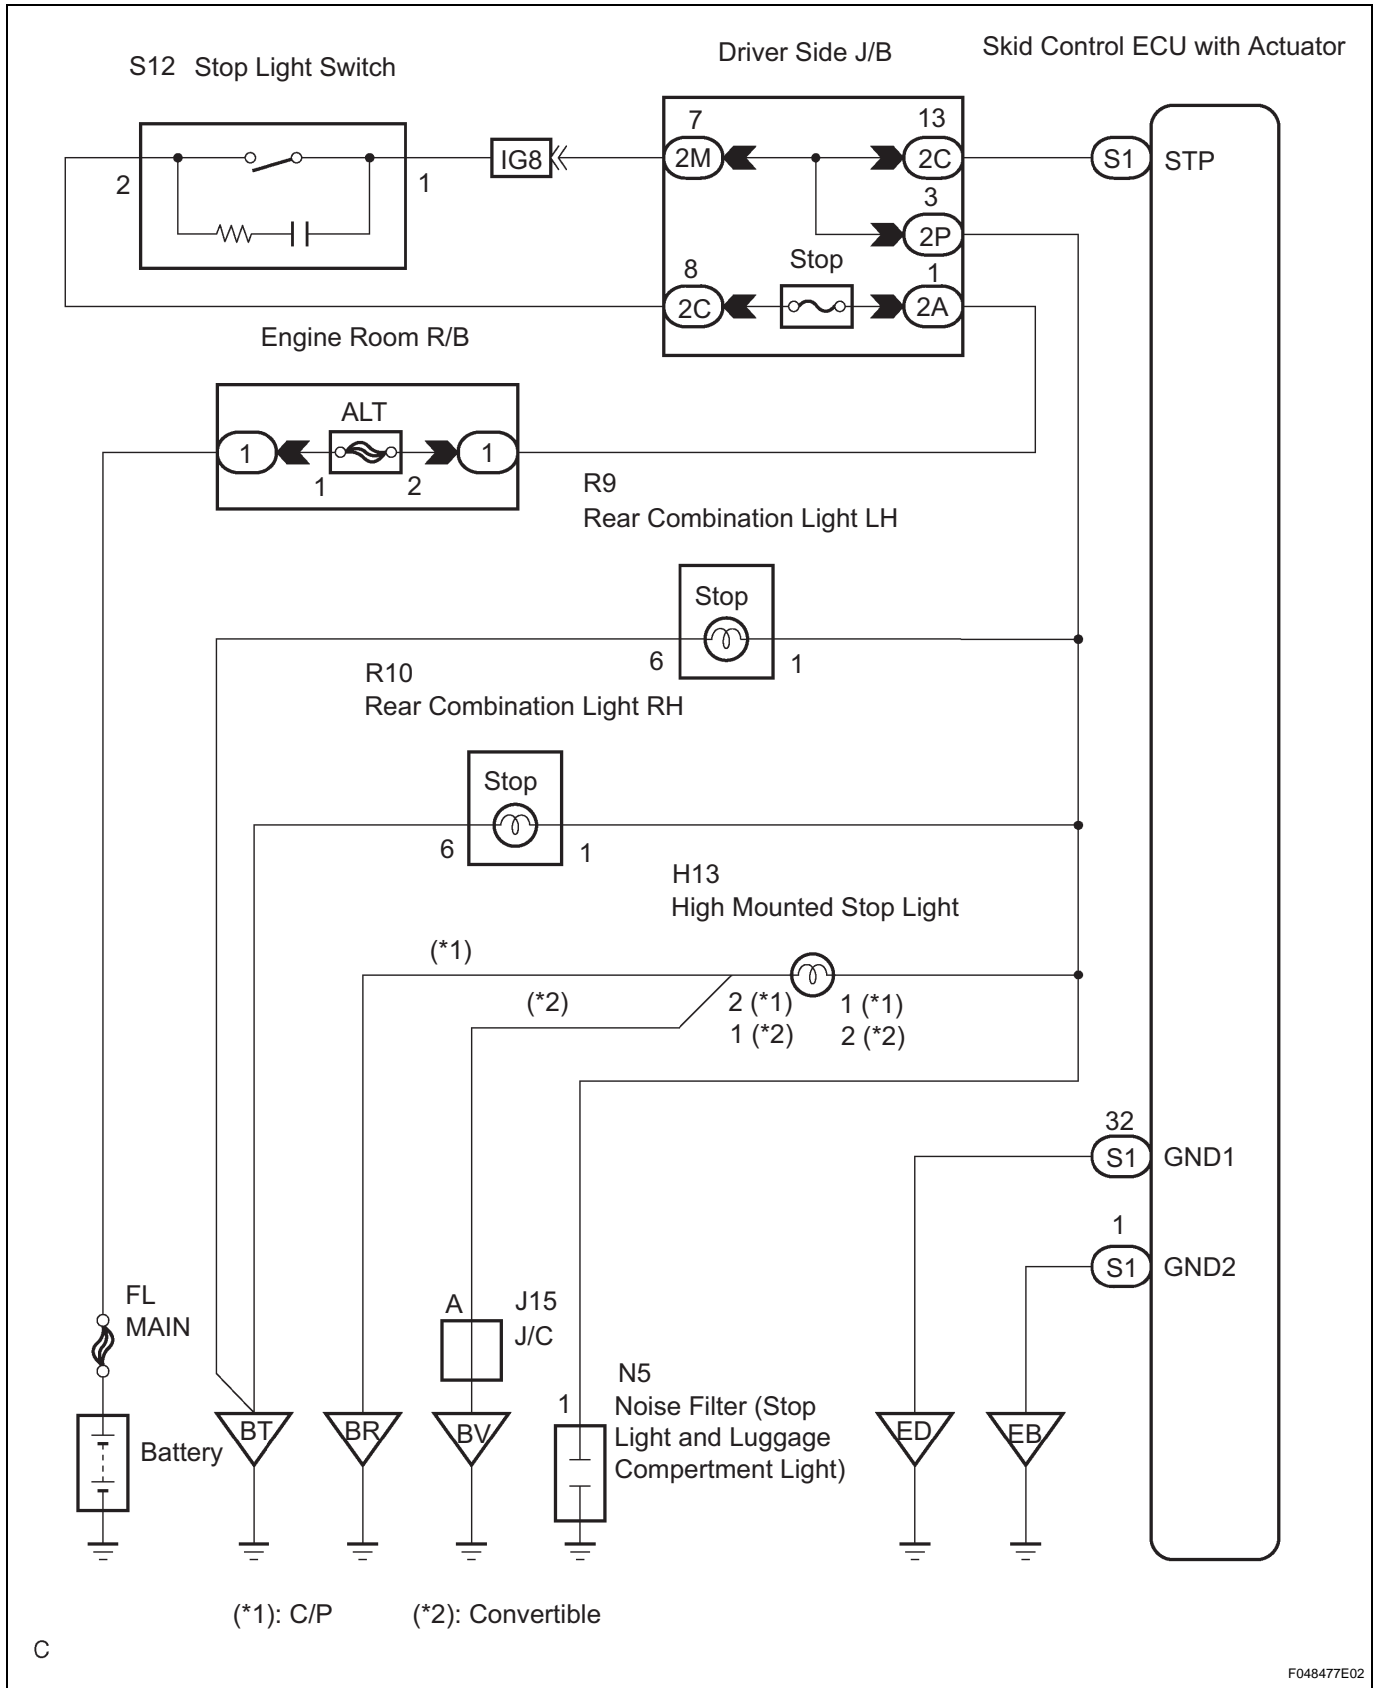 S12 Stop Light Switch
Driver Side J/B
Skid Control ECU with Actuator
7
13
2
1
IG8
2M
2C
S1
STP
3
2P
8
Stop
1
2C
2A
Engine Room R/B
ALT
1
1
1
2
R9
Rear Combination Light LH
Stop
6
1
R10
Rear Combination Light RH
Stop
6
1
H13
High Mounted Stop Light
(*1)
(*2)
2 (*1)
1 (*1)
1 (*2)
2 (*2)
32
S1
GND1
1
S1
GND2
FL
MAIN
A
J15
J/C
N5
1
Noise Filter (Stop
Light and Luggage
Compertment Light)
Battery
BT
BR
BV
ED
EB
(*1): C/P
(*2): Convertible
C
F048477E02